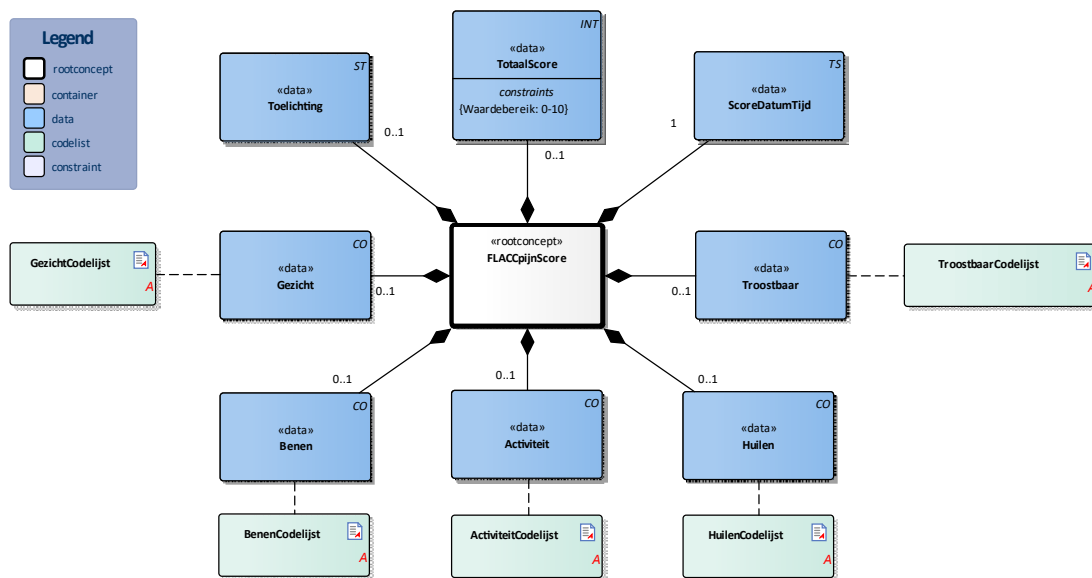 Legend
rootconcept
container
data
codelist
constraint
ST
«data»
Toelichting
0..1
INT
«data»
TotaalScore
constraints
{Waardebereik: 0-10}
0..1
TS
«data»
ScoreDatumTijd
1
GezichtCodelijst
A
CO
«data»
Gezicht
0..1
«rootconcept»
FLACCpijnScore
CO
«data»
Troostbaar
0..1
TroostbaarCodelijst
A
0..1
CO
«data»
Benen
0..1
CO
«data»
Activiteit
0..1
CO
«data»
Huilen
BenenCodelijst
A
ActiviteitCodelijst
A
HuilenCodelijst
A